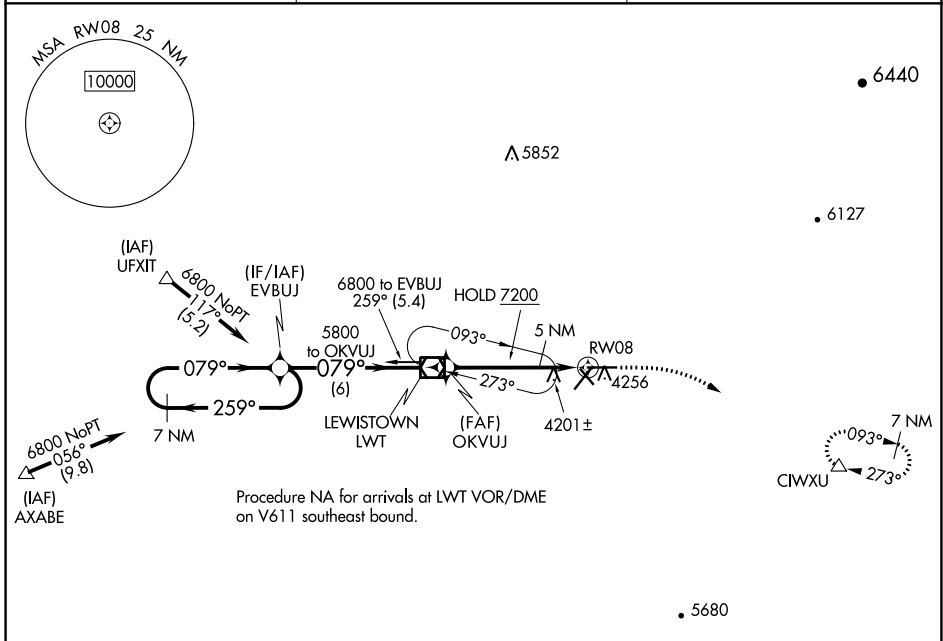 MSA RW08 25 NM
10000
6440
5852
6127
(IAF)
UFXIT
6800 NoPT
117°
(5.2)
(IF/IAF)
EVBUJ
6800 to EVBUJ
259° (5.4)
HOLD 7200
5800
to OKVUJ
079°
(6)
093°
273°
5 NM
RW08
4256
4201±
079°
259°
7 NM
LEWISTOWN
LWT
(FAF)
OKVUJ
6800 NoPT
056°
(9.8)
(IAF)
AXABE
7 NM
093°
273°
CIWXU
Procedure NA for arrivals at LWT VOR/DME
on V611 southeast bound.
5680